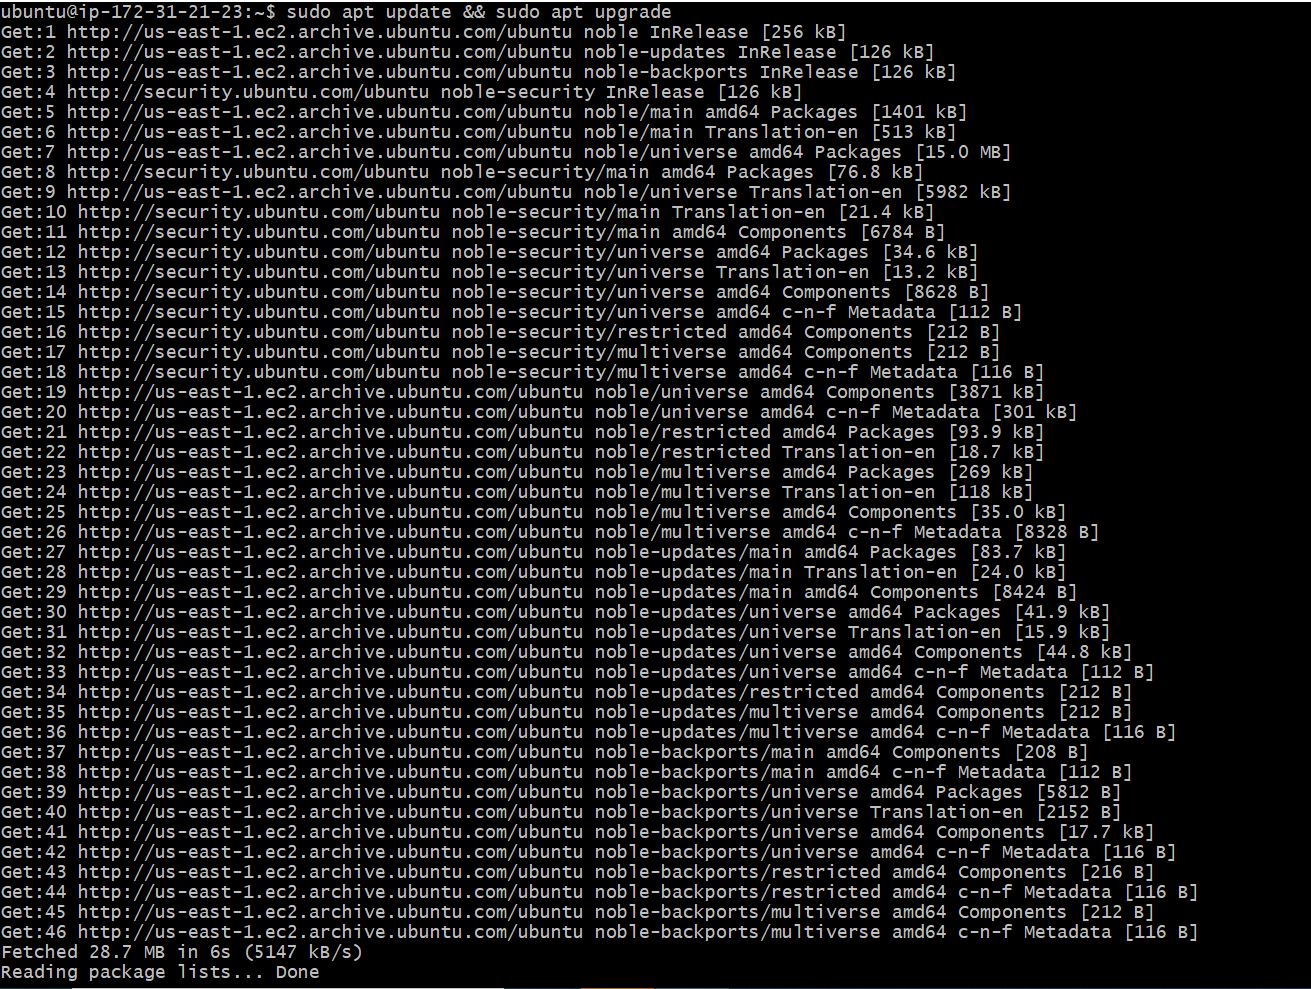 ubuntu@ip-172-31-21-23:~$ sudo apt update && sudo apt upgrade
Get:1 http://us-east-1.ec2.archive.ubuntu.com/ubuntu noble InRelease [256 kB]
Get:2 http://us-east-1.ec2.archive.ubuntu.com/ubuntu noble-updates InRelease [126 kB]
Get:3 http://us-east-1.ec2.archive.ubuntu.com/ubuntu noble-backports InRelease [126 kB]
Get:4 http://security.ubuntu.com/ubuntu noble-security InRelease [126 kB]
Get:5 http://us-east-1.ec2.archive.ubuntu.com/ubuntu noble/main amd64 Packages [1401 kB]
Get:6 http://us-east-1.ec2.archive.ubuntu.com/ubuntu noble/main Translation-en [513 kB]
Get:7 http://us-east-1.ec2.archive.ubuntu.com/ubuntu noble/universe amd64 Packages [15.0 MB]
Get:8 http://security.ubuntu.com/ubuntu noble-security/main amd64 Packages [76.8 kB]
Get:9 http://us-east-1.ec2.archive.ubuntu.com/ubuntu noble/universe Translation-en [5982 kB]
Get:10 http://security.ubuntu.com/ubuntu noble-security/main Translation-en [21.4 kB]
Get:11 http://security.ubuntu.com/ubuntu noble-security/main amd64 Components [6784 B]
Get:12 http://security.ubuntu.com/ubuntu noble-security/universe amd64 Packages [34.6 kB]
Get:13 http://security.ubuntu.com/ubuntu noble-security/universe Translation-en [13.2 kB]
Get:14 http://security.ubuntu.com/ubuntu noble-security/universe amd64 Components [8628 B]
Get:15 http://security.ubuntu.com/ubuntu noble-security/universe amd64 c-n-f Metadata [112 B]
Get:16 http://security.ubuntu.com/ubuntu noble-security/restricted amd64 Components [212 B]
Get:17 http://security.ubuntu.com/ubuntu noble-security/multiverse amd64 Components [212 B]
Get:18 http://security.ubuntu.com/ubuntu noble-security/multiverse amd64 c-n-f Metadata [116 B]
Get:19 http://us-east-1.ec2.archive.ubuntu.com/ubuntu noble/universe amd64 Components [3871 kB]
Get:20 http://us-east-1.ec2.archive.ubuntu.com/ubuntu noble/universe amd64 c-n-f Metadata [301 kB]
Get:21 http://us-east-1.ec2.archive.ubuntu.com/ubuntu noble/restricted amd64 Packages [93.9 kB]
Get:22 http://us-east-1.ec2.archive.ubuntu.com/ubuntu noble/restricted Translation-en [18.7 kB]
Get:23 http://us-east-1.ec2.archive.ubuntu.com/ubuntu noble/multiverse amd64 Packages [269 kB]
Get:24 http://us-east-1.ec2.archive.ubuntu.com/ubuntu noble/multiverse Translation-en [118 kB]
Get:25 http://us-east-1.ec2.archive.ubuntu.com/ubuntu noble/multiverse amd64 Components [35.0 kB]
Get:26 http://us-east-1.ec2.archive.ubuntu.com/ubuntu noble/multiverse amd64 c-n-f Metadata [8328 B]
Get:27 http://us-east-1.ec2.archive.ubuntu.com/ubuntu noble-updates/main amd64 Packages [83.7 kB]
Get:28 http://us-east-1.ec2.archive.ubuntu.com/ubuntu noble-updates/main Translation-en [24.0 kB]
Get:29 http://us-east-1.ec2.archive.ubuntu.com/ubuntu noble-updates/main amd64 Components [8424 B]
Get:30 http://us-east-1.ec2.archive.ubuntu.com/ubuntu noble-updates/universe amd64 Packages [41.9 kB]
Get:31 http://us-east-1.ec2.archive.ubuntu.com/ubuntu noble-updates/universe Translation-en [15.9 kB]
Get:32 http://us-east-1.ec2.archive.ubuntu.com/ubuntu noble-updates/universe amd64 Components [44.8 kB]
Get:33 http://us-east-1.ec2.archive.ubuntu.com/ubuntu noble-updates/universe amd64 c-n-f Metadata [112 B]
Get:34 http://us-east-1.ec2.archive.ubuntu.com/ubuntu noble-updates/restricted amd64 Components [212 B]
Get:35 http://us-east-1.ec2.archive.ubuntu.com/ubuntu noble-updates/multiverse amd64 Components [212 B]
Get:36 http://us-east-1.ec2.archive.ubuntu.com/ubuntu noble-updates/multiverse amd64 c-n-f Metadata [116 B]
Get:37 http://us-east-1.ec2.archive.ubuntu.com/ubuntu noble-backports/main amd64 Components [208 B]
Get:38 http://us-east-1.ec2.archive.ubuntu.com/ubuntu noble-backports/main amd64 c-n-f Metadata [112 B]
Get:39 http://us-east-1.ec2.archive.ubuntu.com/ubuntu noble-backports/universe amd64 Packages [5812 B]
Get:40 http://us-east-1.ec2.archive.ubuntu.com/ubuntu noble-backports/universe Translation-en [2152 B]
Get:41 http://us-east-1.ec2.archive.ubuntu.com/ubuntu noble-backports/universe amd64 Components [17.7 kB]
Get:42 http://us-east-1.ec2.archive.ubuntu.com/ubuntu noble-backports/universe amd64 c-n-f Metadata [116 B]
Get:43 http://us-east-1.ec2.archive.ubuntu.com/ubuntu noble-backports/restricted amd64 Components [216 B]
Get:44 http://us-east-1.ec2.archive.ubuntu.com/ubuntu noble-backports/restricted amd64 c-n-f Metadata [116 B]
Get:45 http://us-east-1.ec2.archive.ubuntu.com/ubuntu noble-backports/multiverse amd64 Components [212 B]
Get:46 http://us-east-1.ec2.archive.ubuntu.com/ubuntu noble-backports/multiverse amd64 c-n-f Metadata [116 B]
Fetched 28.7 MB in 6s (5147 kB/s)
Reading package lists... Done